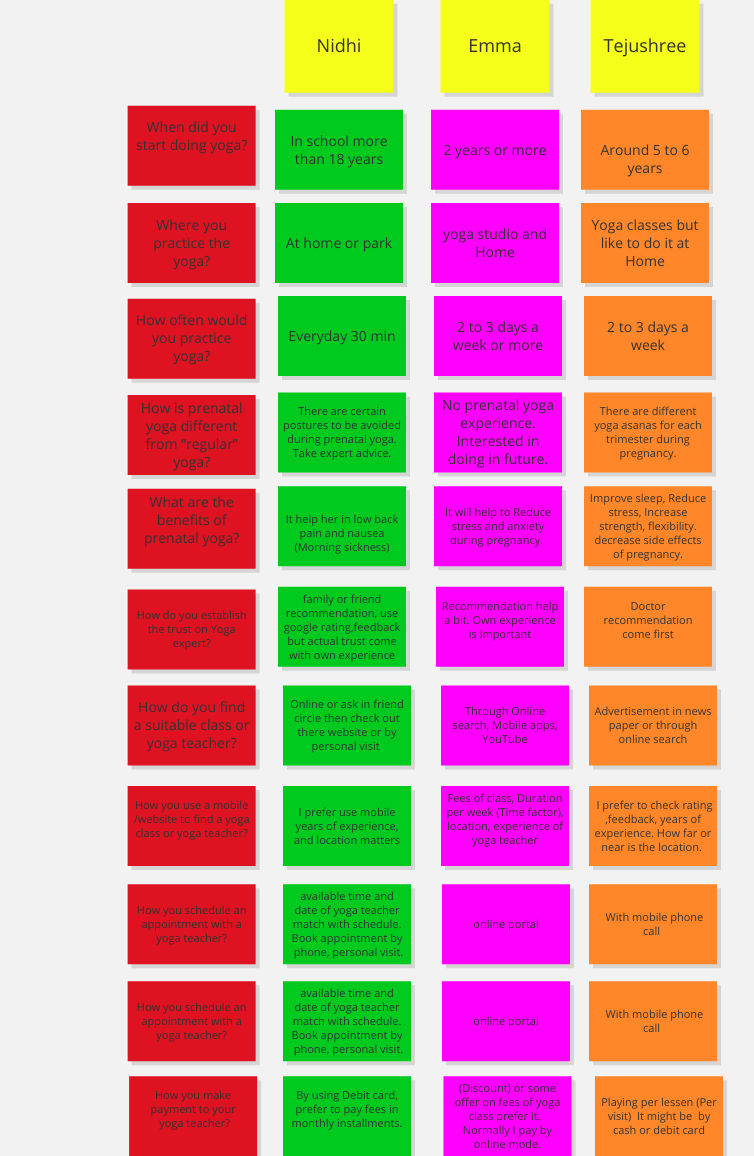 Nidhi
Emma
Tejushree
When did you
start doing yoga?
In school more
than 18 years
2 years or more
Around 5 to 6
years
Where you
practice the
yoga?
At home or park
yoga studio and
Home
Yoga classes but
like to do it at
Home
How often would
you practice
yoga?
Everyday 30 min
2 to 3 days a
week or more
2 to 3 days a
week
How is prenatal
yoga different
from "regular"
yoga?
There are certain
postures to be avoided
during prenatal yoga.
Take expert advice.
No prenatal yoga
experience.
Interested in
doing in future.
There are different
yoga asanas for each
trimester during
pregnancy.
What are the
benefits of
prenatal yoga?
It help her in low back
pain and nausea
(Morning sickness)
It will help to Reduce
stress and anxiety
during pregnancy.
Improve sleep, Reduce
stress, Increase
strength, flexibility.
decrease side effects
of pregnancy.
How do you establish
the trust on Yoga
expert?
family or friend
recommendation, use
google rating,feedback
but actual trust come
with own experience
Recommendation help
a bit. Own experience
is important
Doctor
recommendation
come first
How do you find
a suitable class or
yoga teacher?
Online or ask in friend
circle then check out
there website or by
personal visit
Through Online
search, Mobile apps,
YouTube
Advertisement in news
paper or through
online search
How you use a mobile
/website to find a yoga
class or yoga teacher?
I prefer use mobile
years of experience,
and location matters
Fees of class, Duration
per week (Time factor),
location, experience of
yoga teacher
I prefer to check rating
,feedback, years of
experience. How far or
near is the location.
How you schedule an
appointment with a
yoga teacher?
available time and
date of yoga teacher
match with schedule.
Book appointment by
phone, personal visit.
online portal
With mobile phone
call
How you schedule an
appointment with a
yoga teacher?
available time and
date of yoga teacher
match with schedule.
Book appointment by
phone, personal visit.
online portal
With mobile phone
call
How you make
payment to your
yoga teacher?
By using Debit card,
prefer to pay fees in
monthly installments.
(Discount) or some
offer on fees of yoga
class prefer it.
Normally I pay by
online mode.
Playing per lessen (Per
visit) It might be by
cash or debit card